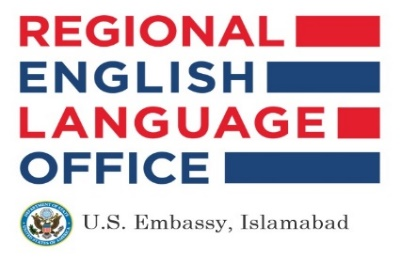 REGIONAL
ENGLISH
LANGUAGE
OFFICE
U.S. Embassy, Islamabad